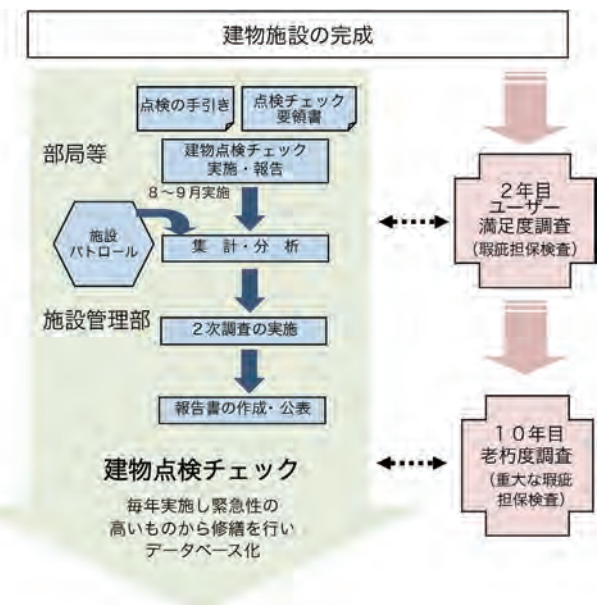 建物施設の完成
点検の手引き
点検チェック
要領書
部局等
建物点検チェック
実施・報告
8～9月実施
施設
パトロール
集 計・分 析
施設管理部
2次調査の実施
報告書の作成・公表
建物点検チェック
毎年実施し緊急性の
高いものから修繕を行い
データベース化
2年目
ユーザー
満足度調査
(瑕疵担保検査)
10年目
老朽度調査
(重大な瑕疵
担保検査)